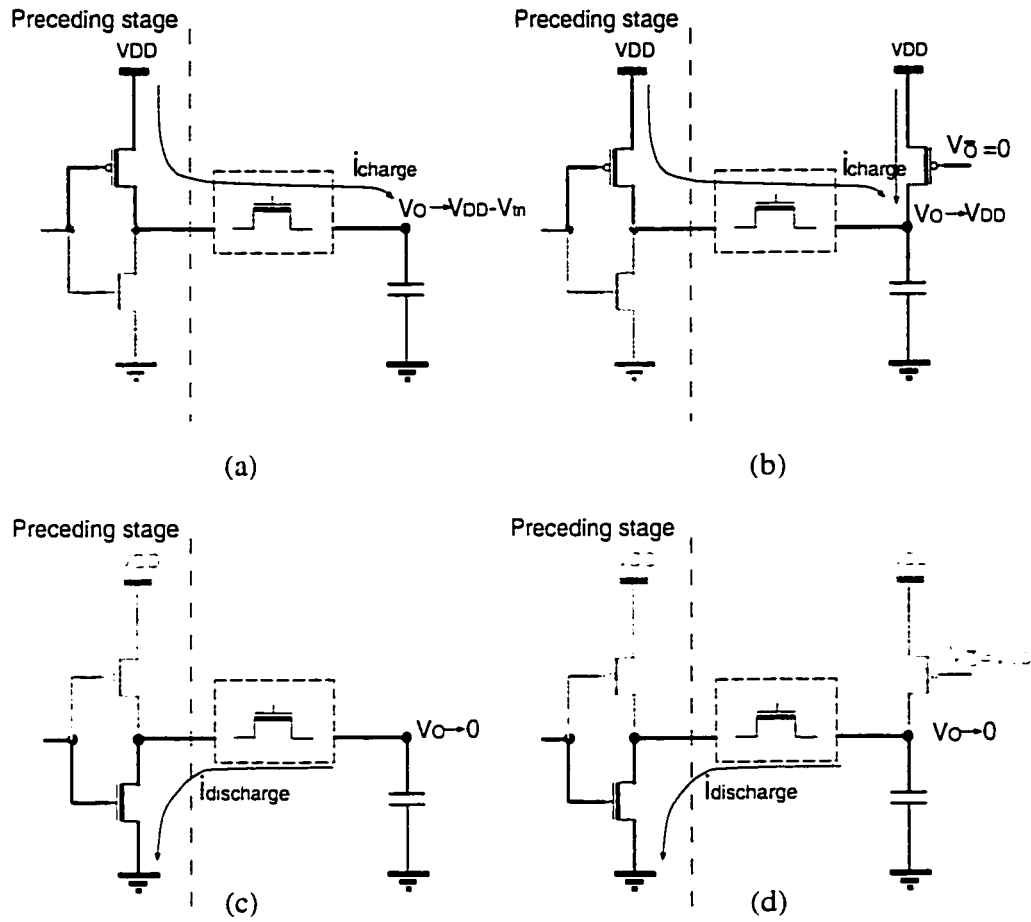 Preceding stage
VDD
icharge
VO→VDD-Vtn
(a)
Preceding stage
VDD
VDD
VŌ=0
icharge
VO→VDD
(b)
Preceding stage
VO→0
idischarge
(c)
Preceding stage
VO→0
idischarge
(d)